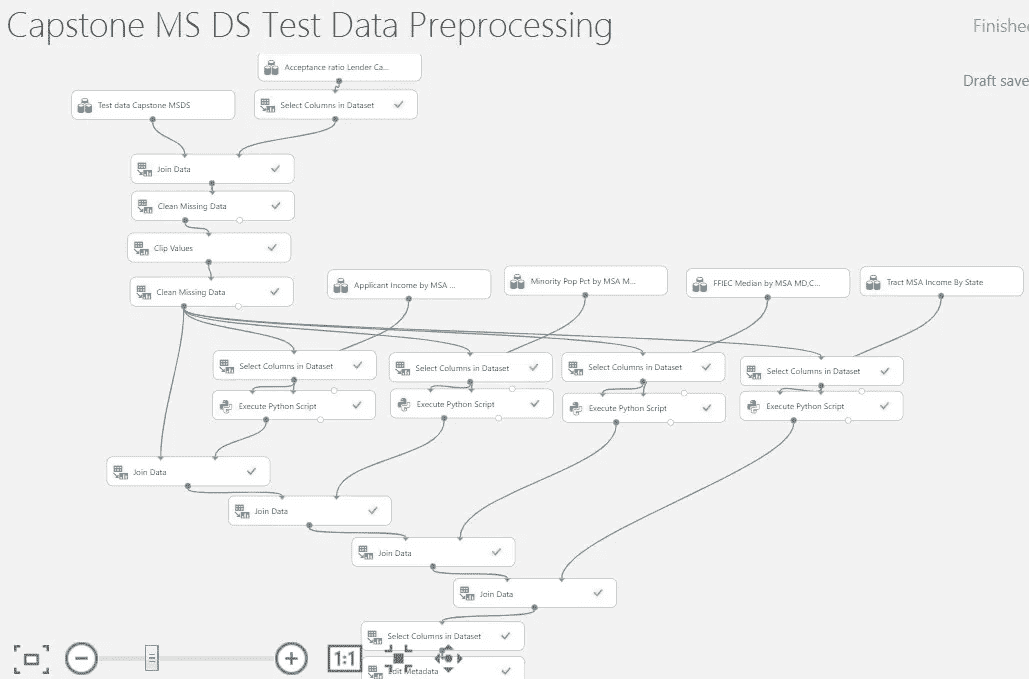 Capstone MS DS Test Data Preprocessing
Finished
Draft save
Acceptance ratio Lender Ca...
Test data Capstone MSDS
Select Columns in Dataset
Join Data
Clean Missing Data
Clip Values
Clean Missing Data
Applicant Income by MSA ...
Minority Pop Pct by MSA M...
FFIEC Median by MSA MD,C...
Tract MSA Income By State
Select Columns in Dataset
Select Columns in Dataset
Select Columns in Dataset
Select Columns in Dataset
Execute Python Script
Execute Python Script
Execute Python Script
Execute Python Script
Join Data
Join Data
Join Data
Join Data
Select Columns in Dataset
1:1
Edit Metadata